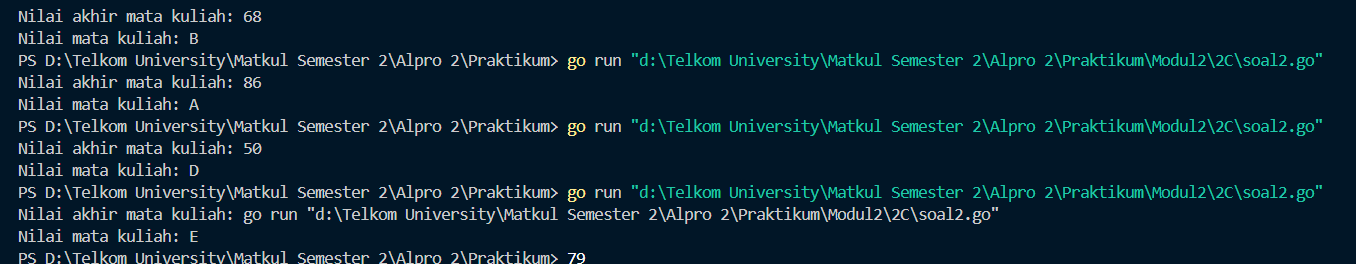 Nilai akhir mata kuliah: 68
Nilai mata kuliah: B
PS D:\Telkom University\Matkul Semester 2\Alpro 2\Praktikum> go run "d:\Telkom University\Matkul Semester 2\Alpro 2\Praktikum\Modul2\2C\soal2.go"
Nilai akhir mata kuliah: 86
Nilai mata kuliah: A
PS D:\Telkom University\Matkul Semester 2\Alpro 2\Praktikum> go run "d:\Telkom University\Matkul Semester 2\Alpro 2\Praktikum\Modul2\2C\soal2.go"
Nilai akhir mata kuliah: 50
Nilai mata kuliah: D
PS D:\Telkom University\Matkul Semester 2\Alpro 2\Praktikum> go run "d:\Telkom University\Matkul Semester 2\Alpro 2\Praktikum\Modul2\2C\soal2.go"
Nilai akhir mata kuliah: go run "d:\Telkom University\Matkul Semester 2\Alpro 2\Praktikum\Modul2\2C\soal2.go"
Nilai mata kuliah: E
PS D:\Telkom University\Matkul Semester 2\Alpro 2\Praktikum> 79